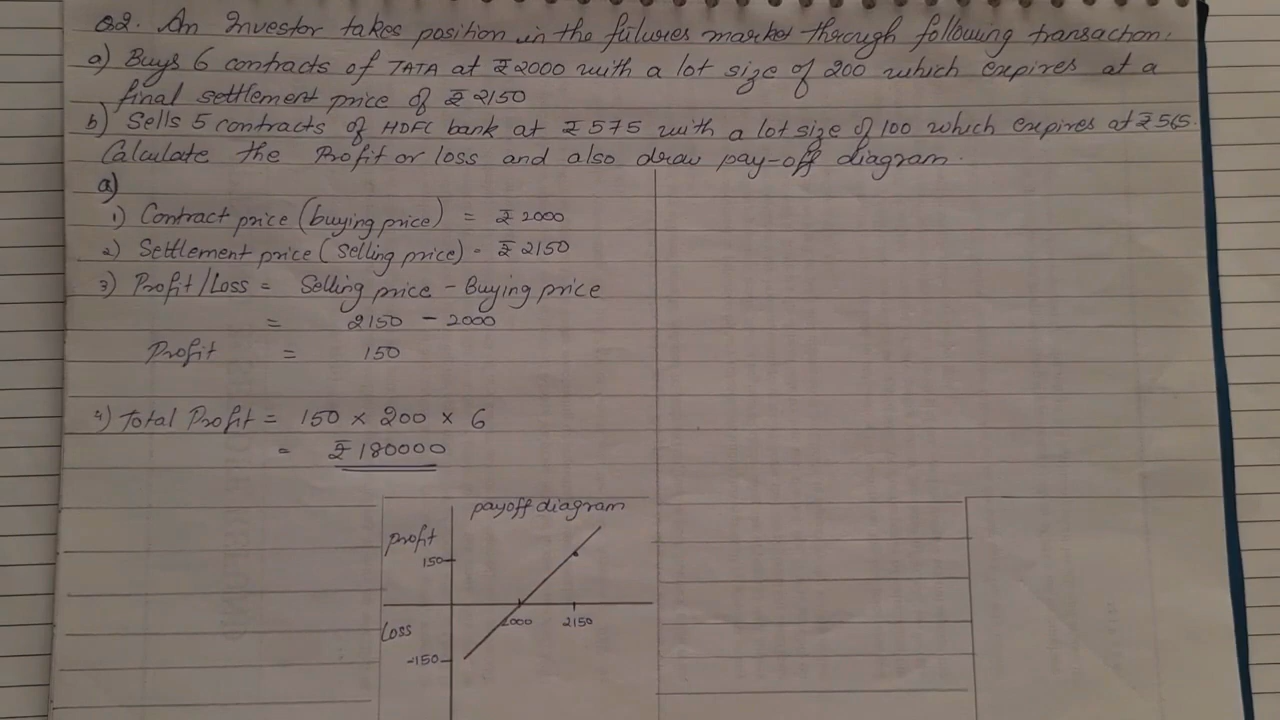 Q2. An Investor takes position in the futures market through following transaction.
a) Buys 6 contracts of TATA at ₹2000 with a lot size of 200 which expires at a
final settlement price of ₹ 2150
b) Sells 5 contracts of HDFC bank at ₹575 with a lot size of 100 which expires at ₹565.
Calculate the Profit or loss and also draw pay-off diagram.
a)
1) Contract price (buying price) = ₹ 2000
2) Settlement price (selling price) = ₹ 2150
3) Profit/Loss = Selling price - Buying price
= 2150 - 2000
Profit = 150
4) Total Profit = 150 × 200 × 6
= ₹ 180000
payoff diagram
profit
150
2000 2150
Loss
-150